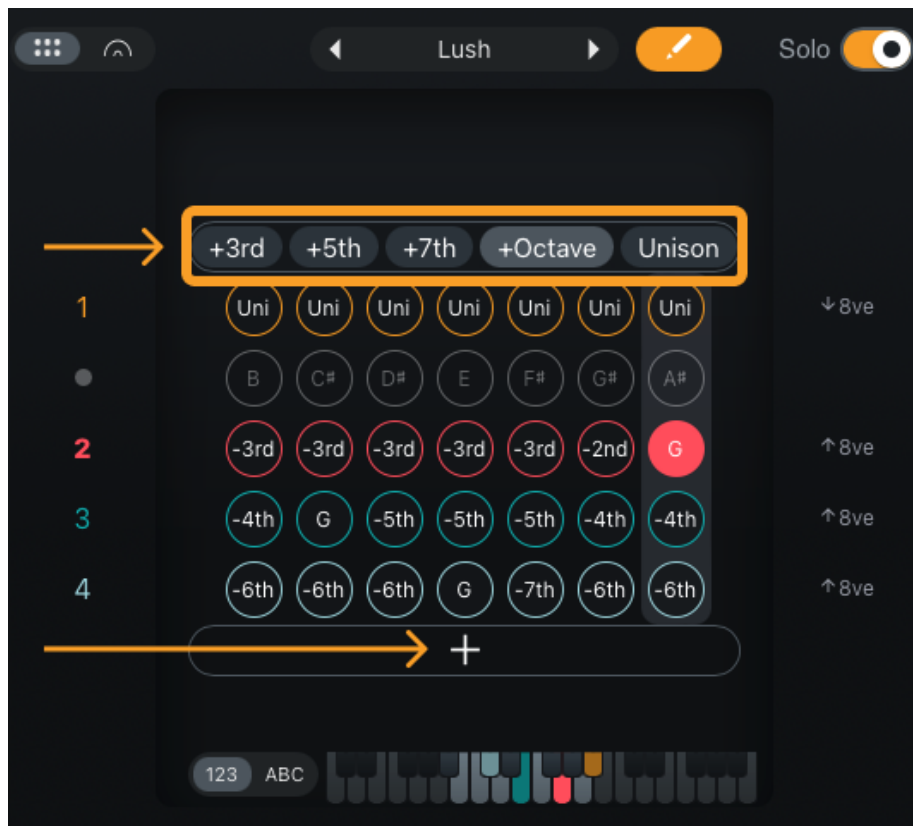 Lush Solo
+3rd +5th +7th +Octave Unison
1 Uni Uni Uni Uni Uni Uni Uni ↓8ve
B C# D# E F# G# A#
2 -3rd -3rd -3rd -3rd -3rd -2nd G ↑8ve
3 -4th G -5th -5th -5th -4th -4th ↑8ve
4 -6th -6th -6th G -7th -6th -6th ↑8ve
+
123 ABC